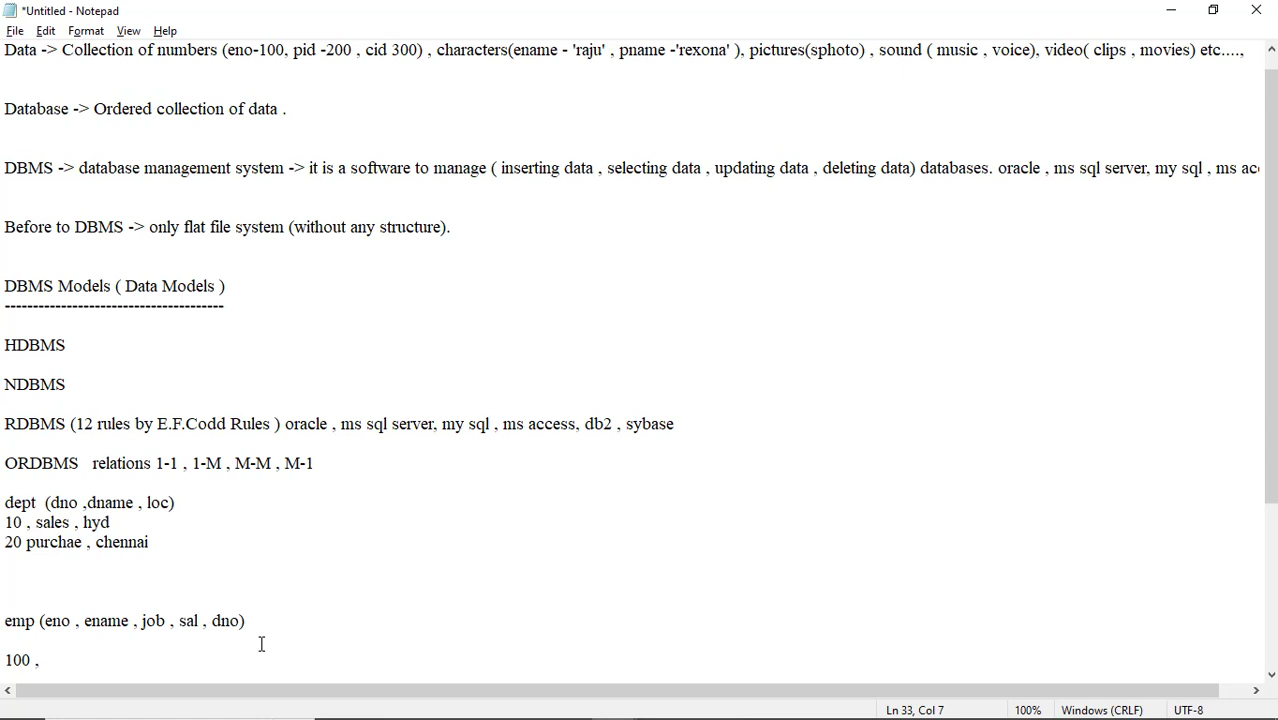 *Untitled - Notepad
File Edit Format View Help
Data -> Collection of numbers (eno-100, pid -200 , cid 300) , characters(ename - 'raju' , pname -'rexona' ), pictures(sphoto) , sound ( music , voice), video( clips , movies) etc....,
Database -> Ordered collection of data .
DBMS -> database management system -> it is a software to manage ( inserting data , selecting data , updating data , deleting data) databases. oracle , ms sql server, my sql , ms ac
Before to DBMS -> only flat file system (without any structure).
DBMS Models ( Data Models )
---------------------------------------
HDBMS
NDBMS
RDBMS (12 rules by E.F.Codd Rules ) oracle , ms sql server, my sql , ms access, db2 , sybase
ORDBMS relations 1-1 , 1-M , M-M , M-1
dept (dno ,dname , loc)
10 , sales , hyd
20 purchae , chennai
emp (eno , ename , job , sal , dno)
100 ,
Ln 33, Col 7 100% Windows (CRLF) UTF-8